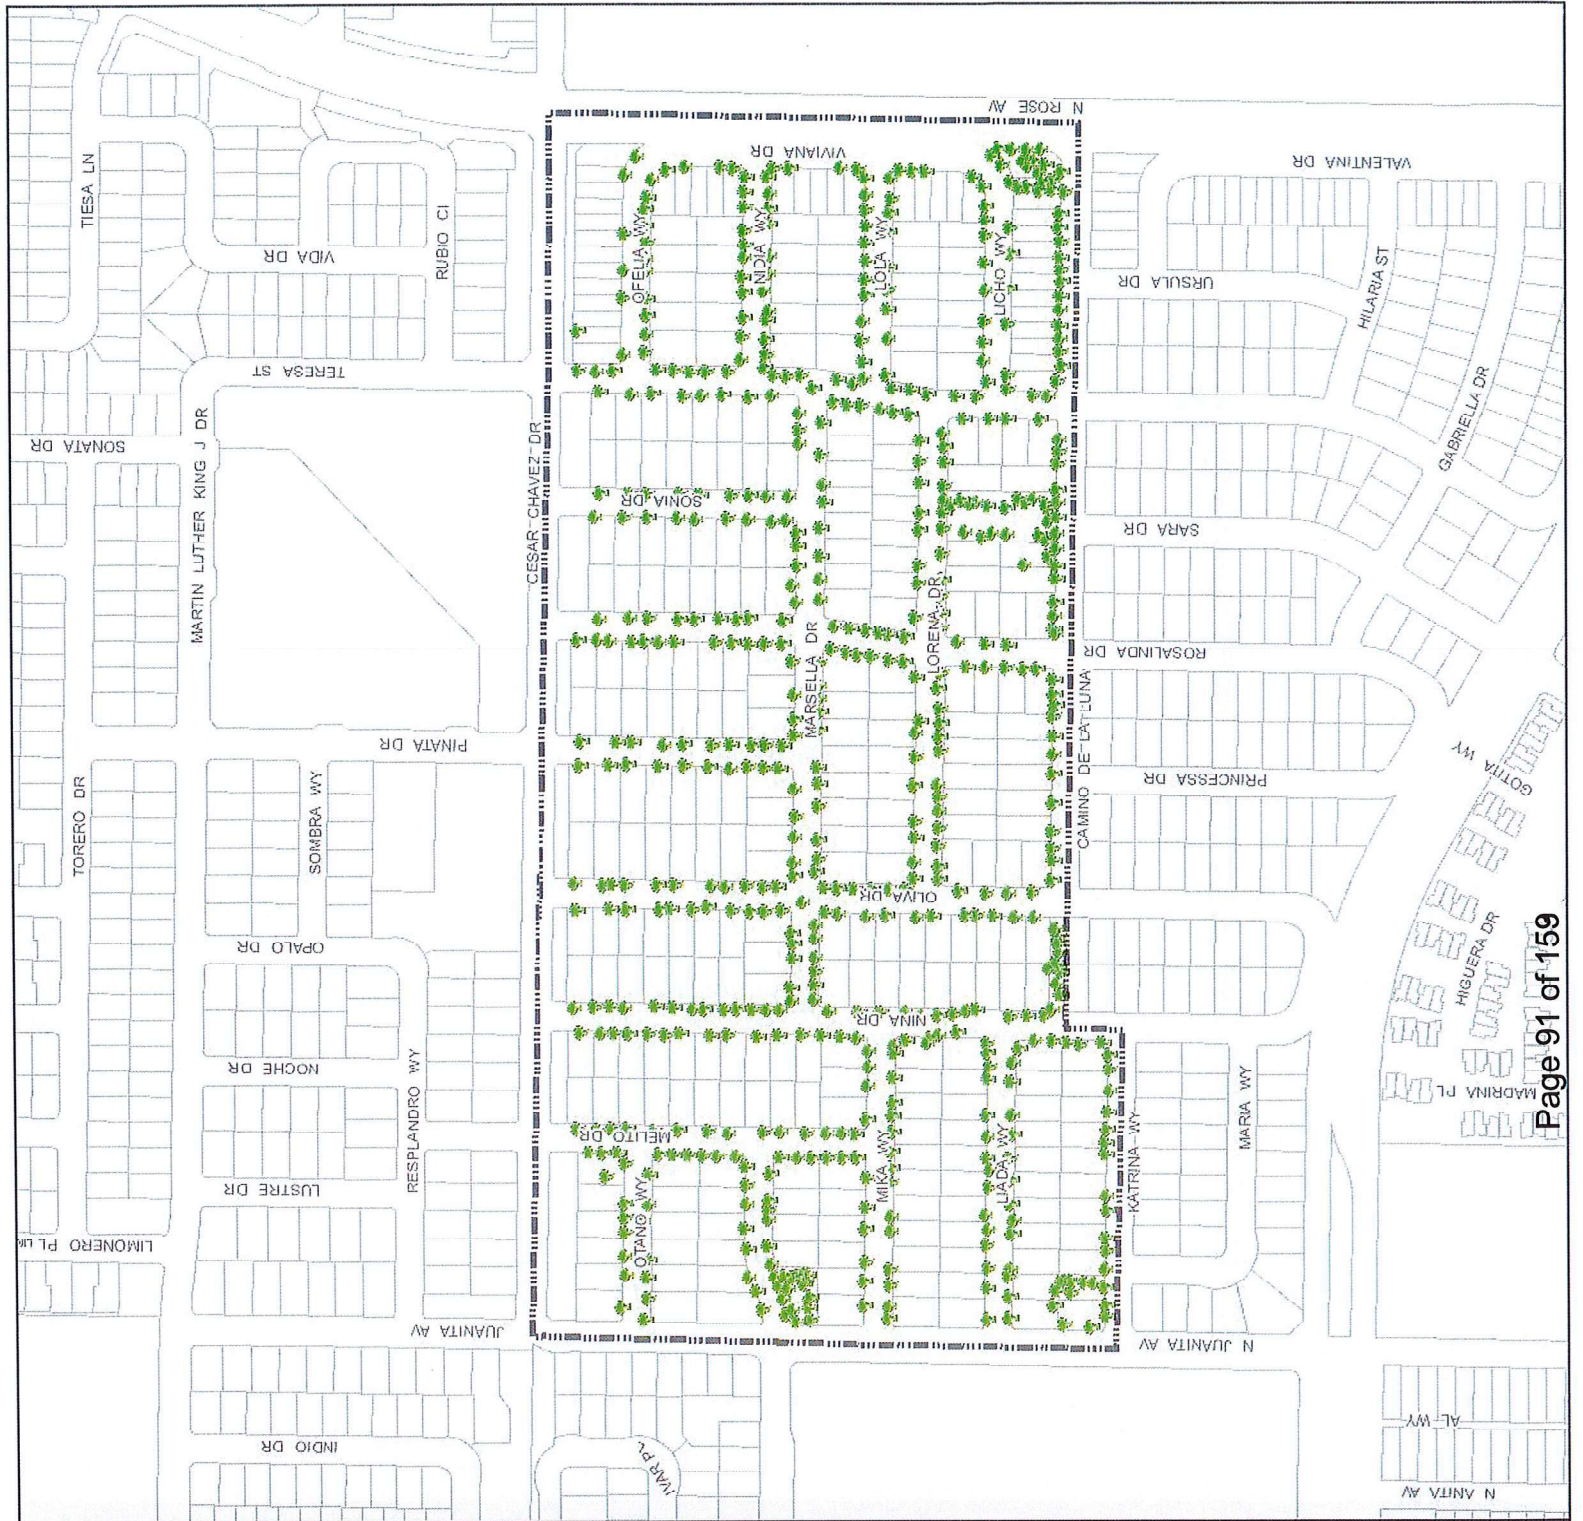 N ROSE AV
VIVIANA DR
VALENTINA DR
TIESA LN
VIDA DR
RUBIO CI
OFELIA WY
NIDIA WY
LOLA WY
LICHO WY
URSULA DR
HILARIA ST
TERESA ST
GABRIELLA DR
SONATA DR
MARTIN LUTHER KING J DR
CESAR CHAVEZ DR
SONIA DR
SARA DR
LORENA DR
MARSELLA DR
ROSALINDA DR
CAMINO DE LA LUNA
PINATA DR
GOTITA WY
PRINCESSA DR
TORERO DR
SOMBRA WY
OLIVA DR
OPALO DR
HIGUERA DR
NINA DR
NOCHE DR
RESPLANDRO WY
MADRINA PL
Page 91 of 159
MELITO DR
MIKA WY
LIADA WY
KATRINA WY
MARIA WY
LUSTRE DR
OTANO WY
LIMONERO PL
JUANITA AV
N JUANITA AV
INDIO DR
AL WY
N ANITA AV